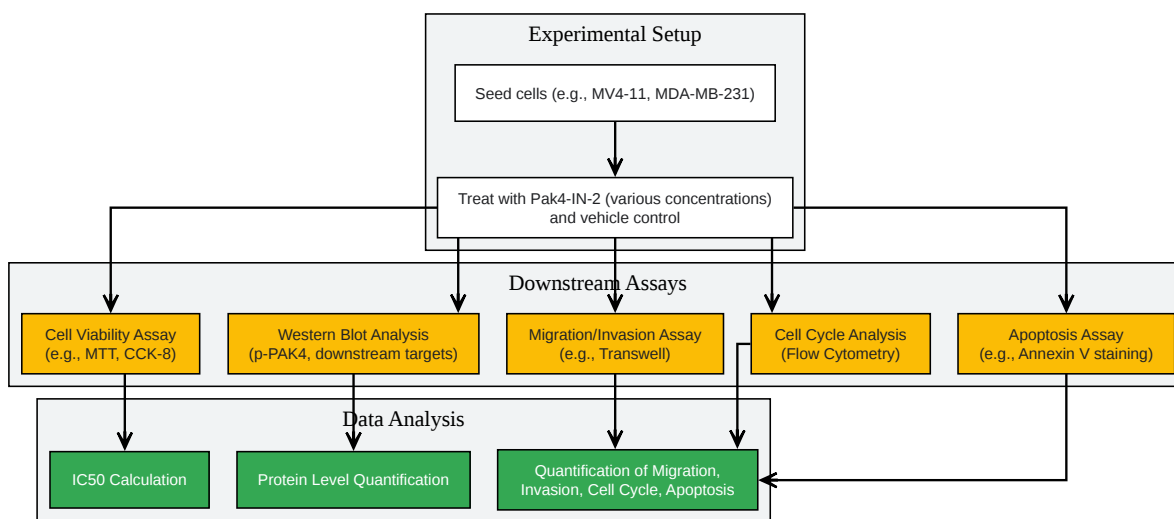 Experimental Setup
Seed cells (e.g., MV4-11, MDA-MB-231)
Treat with Pak4-IN-2 (various concentrations)
and vehicle control
Downstream Assays
Cell Viability Assay
(e.g., MTT, CCK-8)
Western Blot Analysis
(p-PAK4, downstream targets)
Migration/Invasion Assay
(e.g., Transwell)
Cell Cycle Analysis
(Flow Cytometry)
Apoptosis Assay
(e.g., Annexin V staining)
Data Analysis
IC50 Calculation
Protein Level Quantification
Quantification of Migration,
Invasion, Cell Cycle, Apoptosis